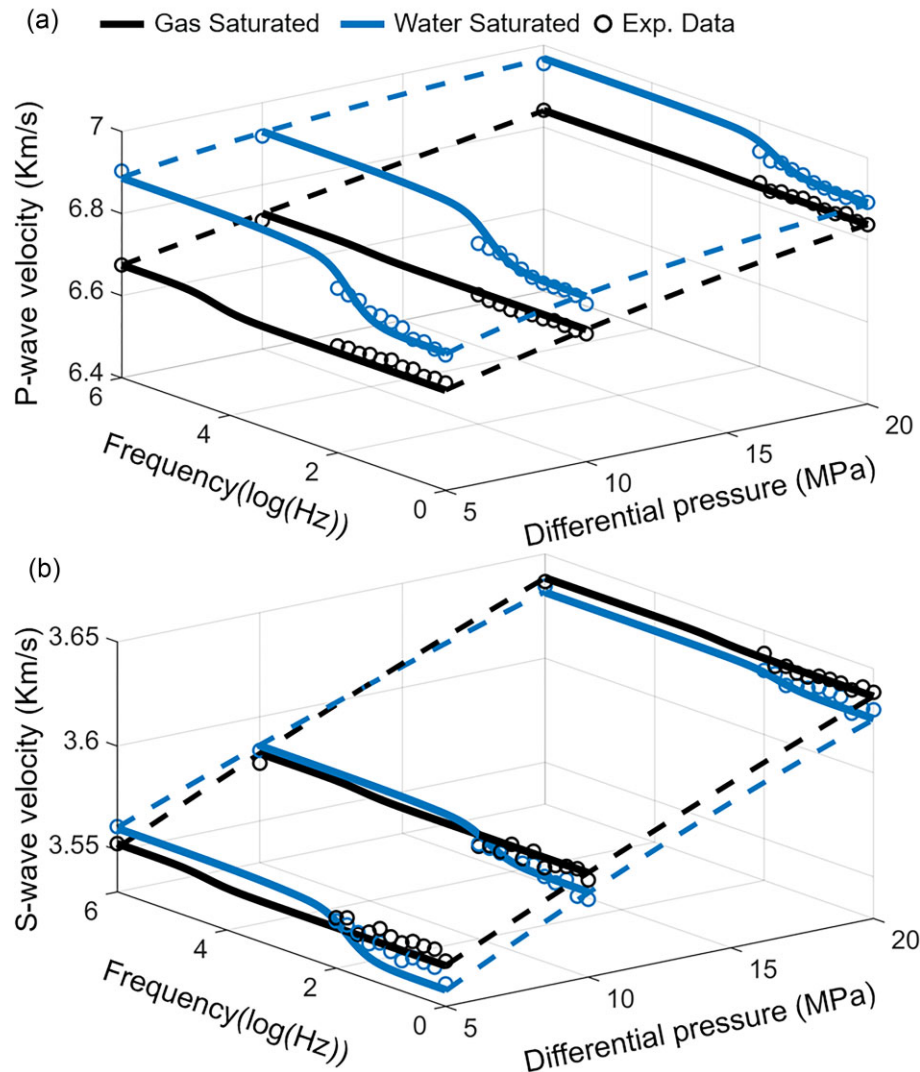 (a) Gas Saturated Water Saturated Exp. Data
P-wave velocity (Km/s)
7
6.8
6.6
6.4
6
4
2
0
Frequency(log(Hz))
5
10
15
20
Differential pressure (MPa)
(b)
S-wave velocity (Km/s)
3.65
3.6
3.55
6
4
2
0
Frequency(log(Hz))
5
10
15
20
Differential pressure (MPa)